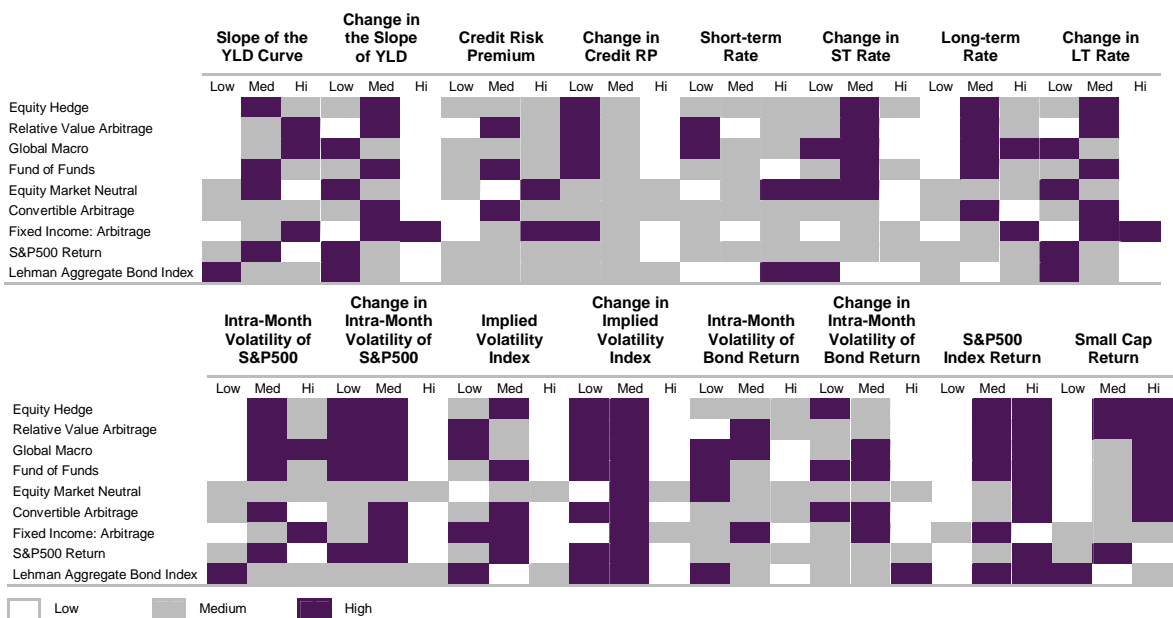 Slope of the YLD Curve
Change in the Slope of YLD
Credit Risk Premium
Change in Credit RP
Short-term Rate
Change in ST Rate
Long-term Rate
Change in LT Rate
Low Med Hi Low Med Hi Low Med Hi Low Med Hi Low Med Hi Low Med Hi Low Med Hi Low Med Hi
Equity Hedge
Relative Value Arbitrage
Global Macro
Fund of Funds
Equity Market Neutral
Convertible Arbitrage
Fixed Income: Arbitrage
S&P500 Return
Lehman Aggregate Bond Index
Intra-Month Volatility of S&P500
Change in Intra-Month Volatility of S&P500
Implied Volatility Index
Change in Implied Volatility Index
Intra-Month Volatility of Bond Return
Change in Intra-Month Volatility of Bond Return
S&P500 Index Return
Small Cap Return
Low Med Hi Low Med Hi Low Med Hi Low Med Hi Low Med Hi Low Med Hi Low Med Hi Low Med Hi
Equity Hedge
Relative Value Arbitrage
Global Macro
Fund of Funds
Equity Market Neutral
Convertible Arbitrage
Fixed Income: Arbitrage
S&P500 Return
Lehman Aggregate Bond Index
Low Medium High